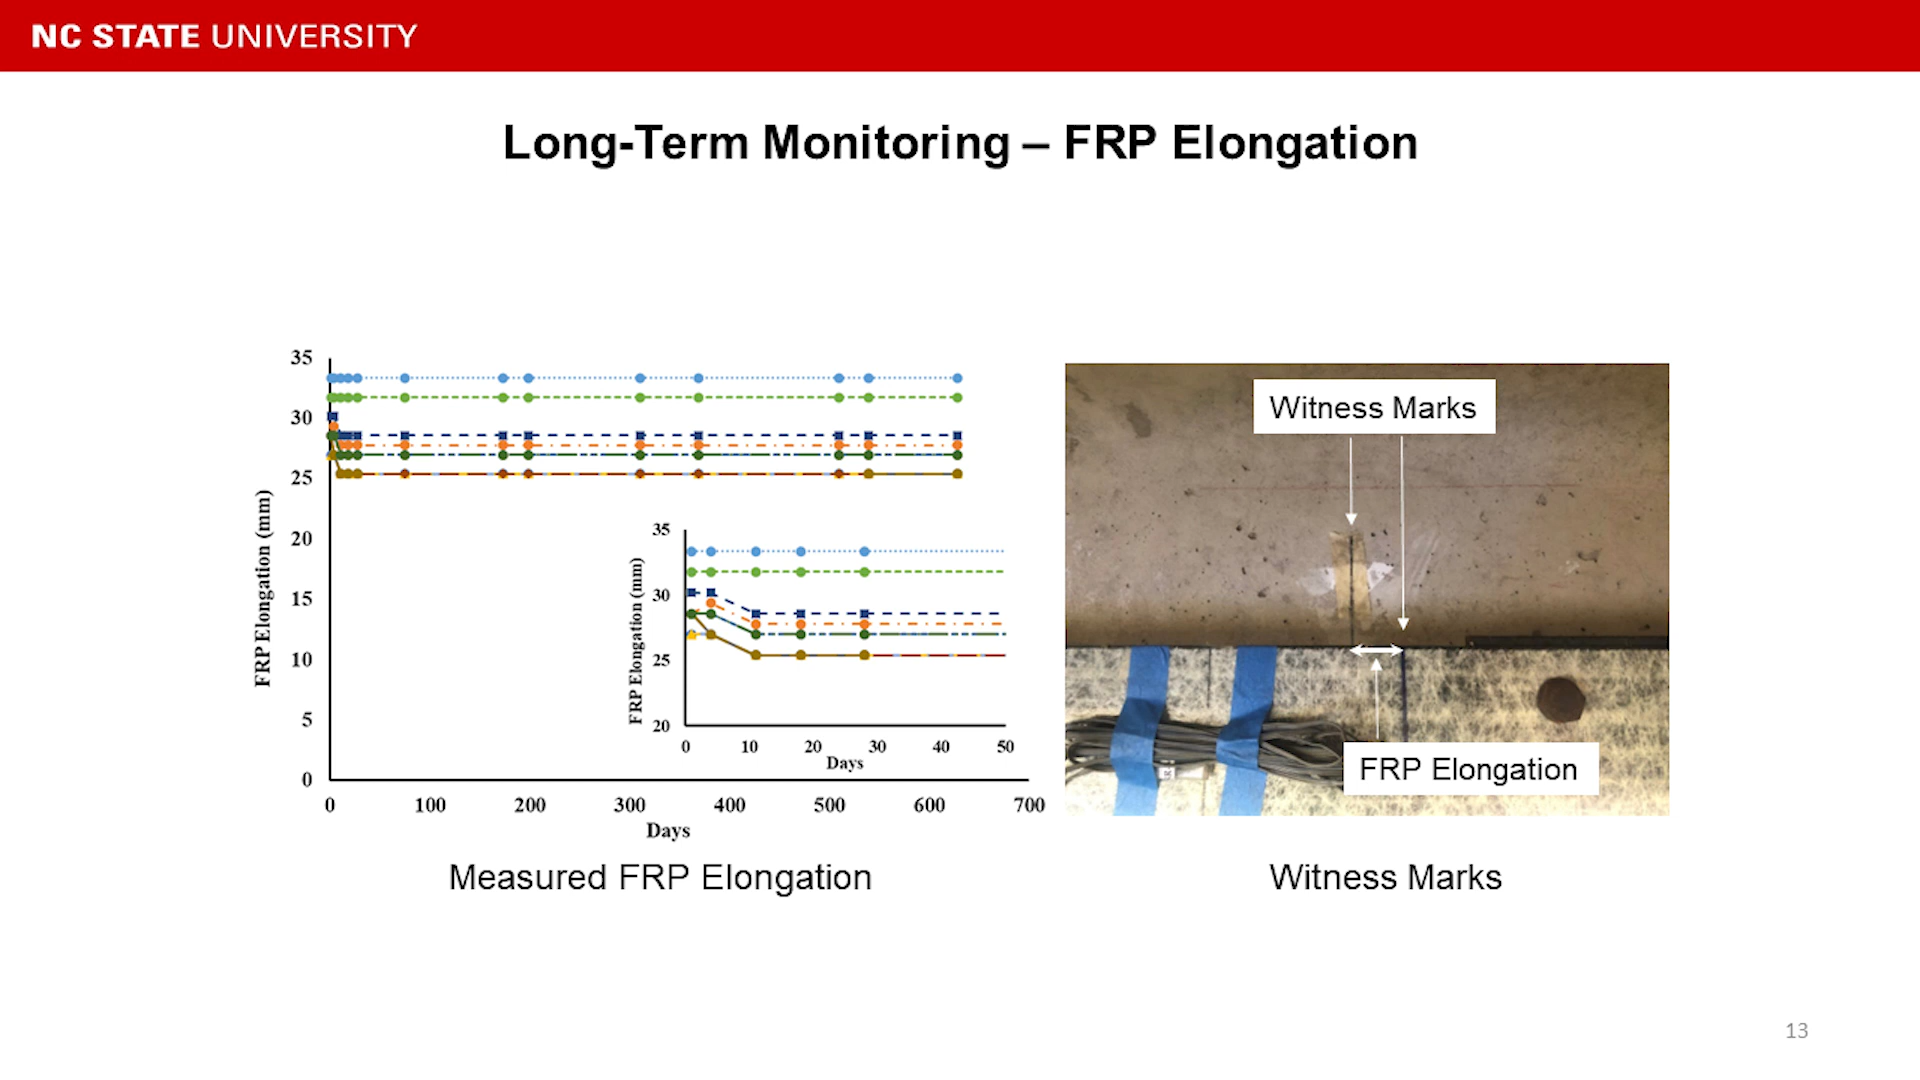 NC STATE UNIVERSITY
Long-Term Monitoring – FRP Elongation
35
30
25
20
15
10
5
0
FRP Elongation (mm)
0 100 200 300 400 500 600 700
Days
35
30
25
20
FRP Elongation (mm)
0 10 20 30 40 50
Days
Measured FRP Elongation
Witness Marks
FRP Elongation
Witness Marks
13